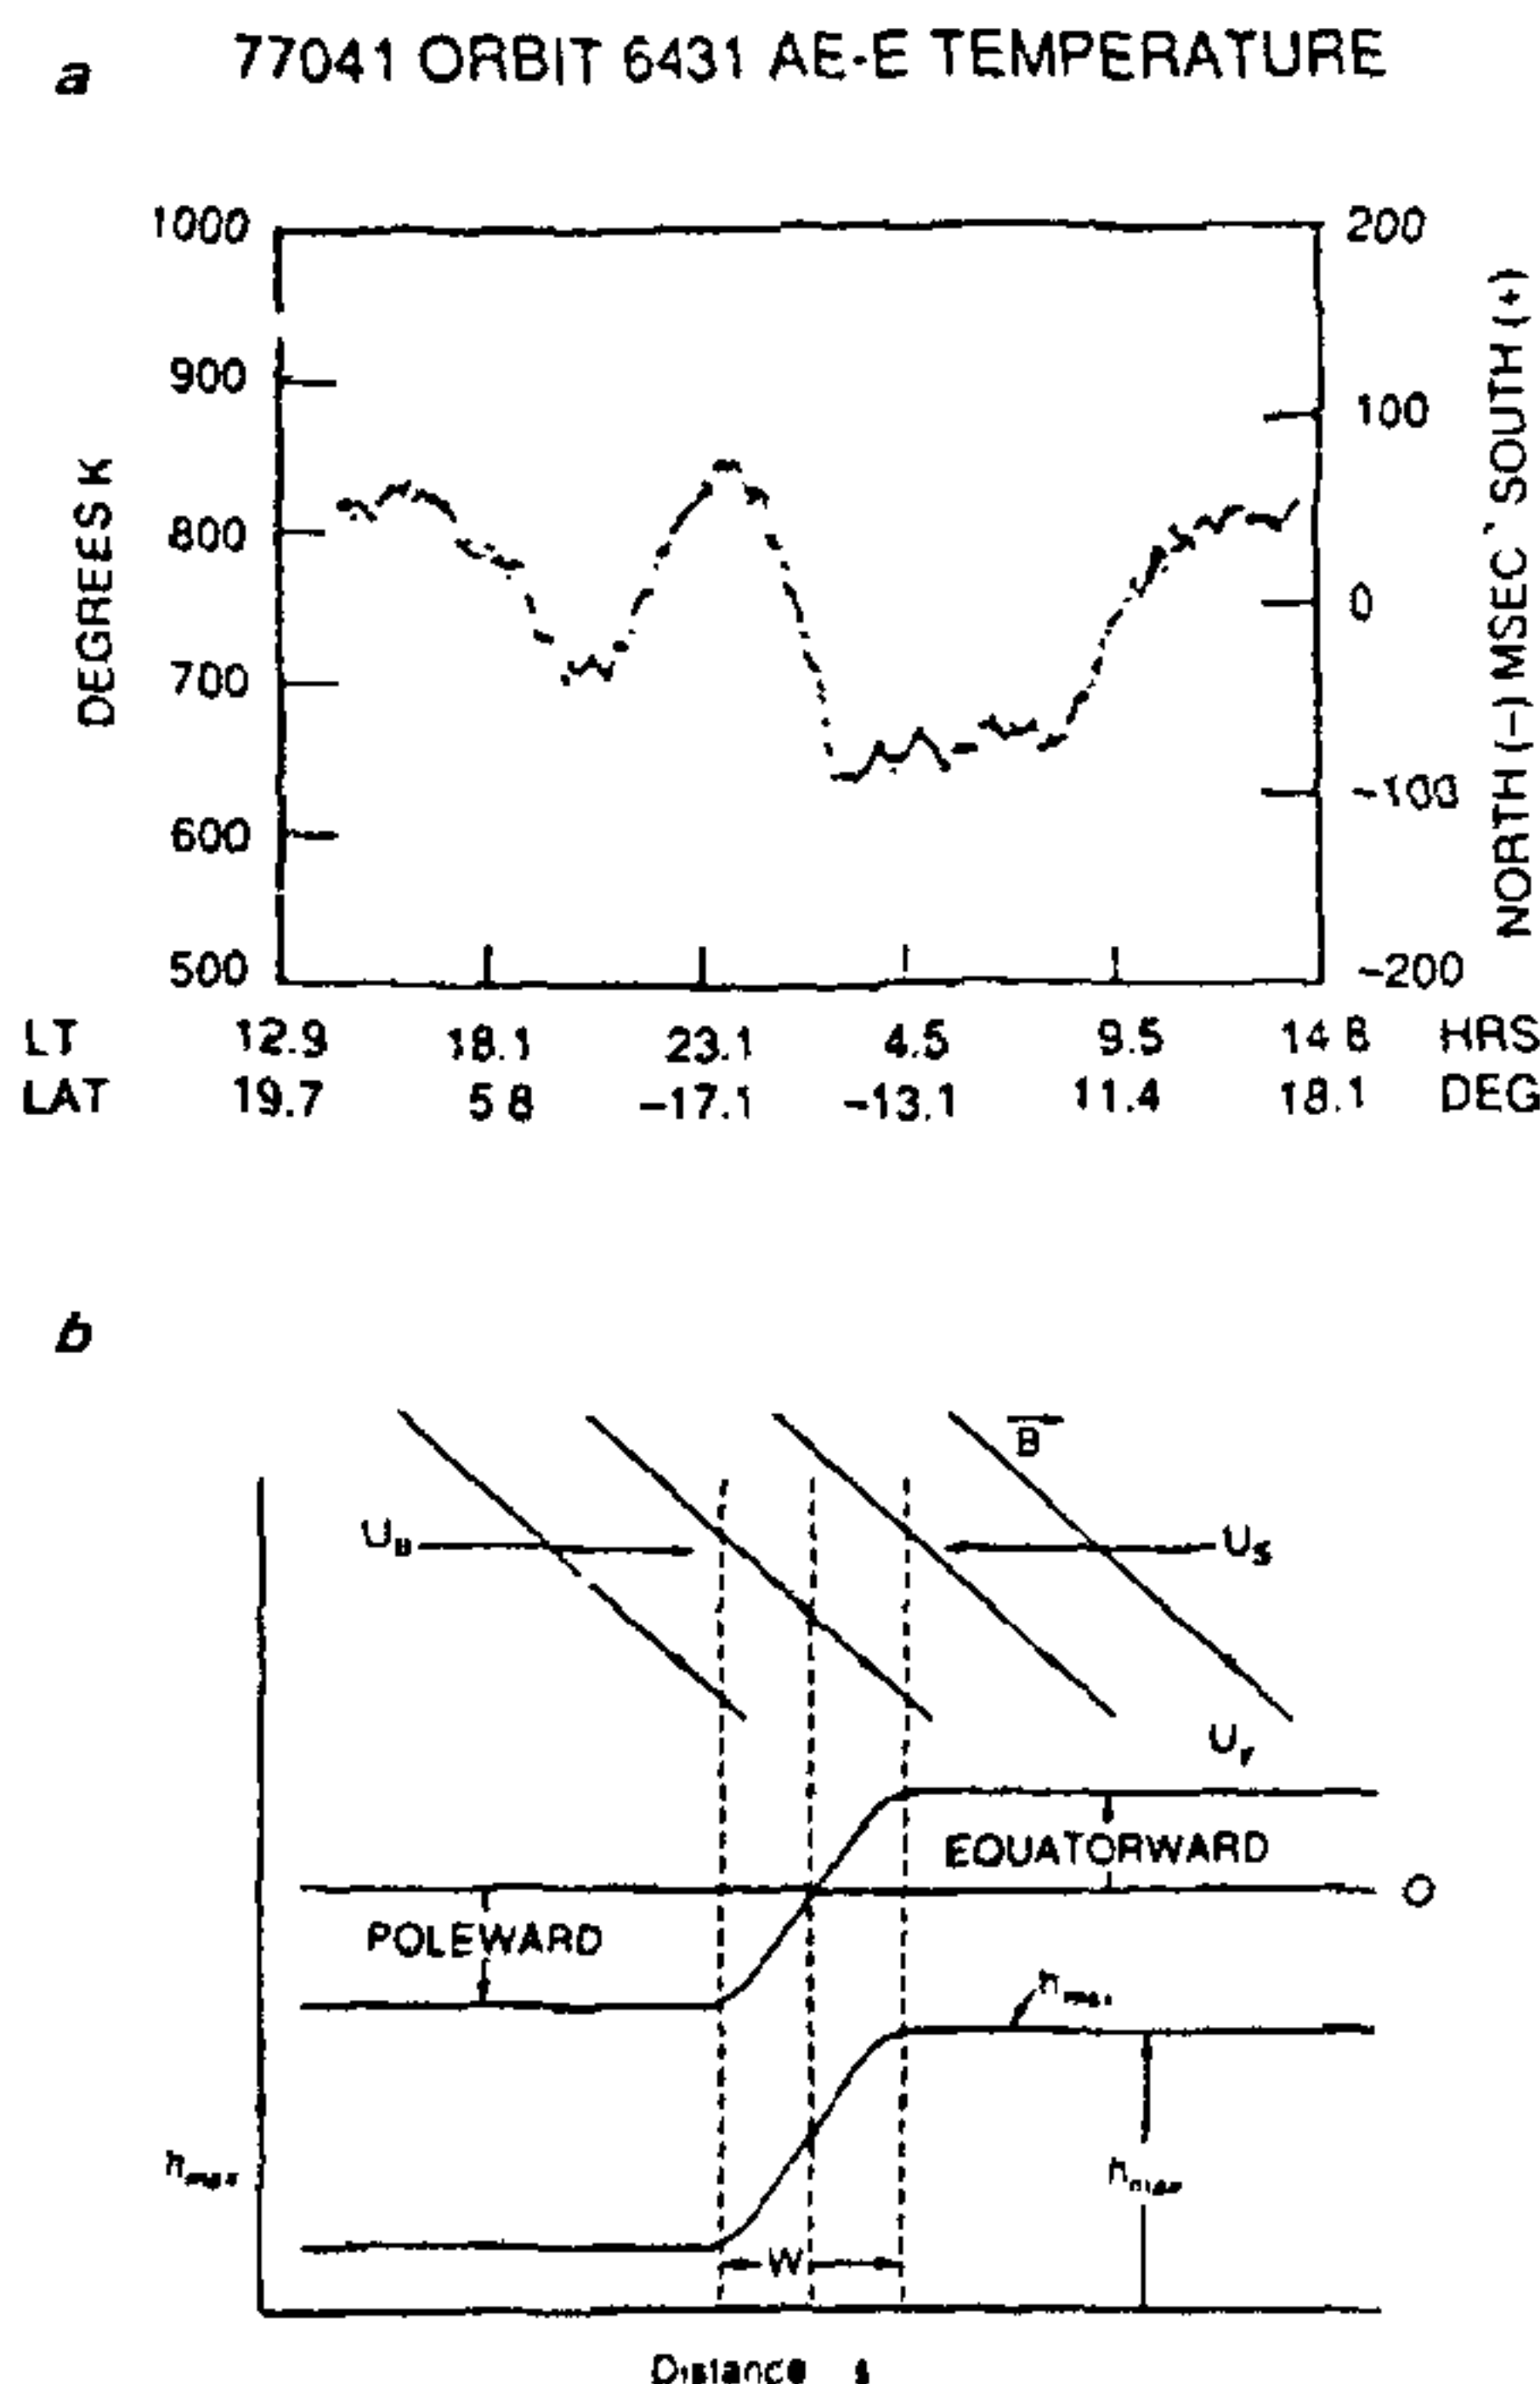 a
77041 ORBIT 6431 AE-E TEMPERATURE
1000
900
800
700
600
500
DEGREES K
200
100
0
-100
-200
NORTH (-) MSEC SOUTH (+)
LT 12.9 18.1 23.1 4.5 9.5 14 8 HRS
LAT 19.7 5 8 -17.1 -13.1 11.4 18.1 DEG
b
B
U
U
U
EQUATORWARD
0
POLEWARD
h
h
h
W
Distance s